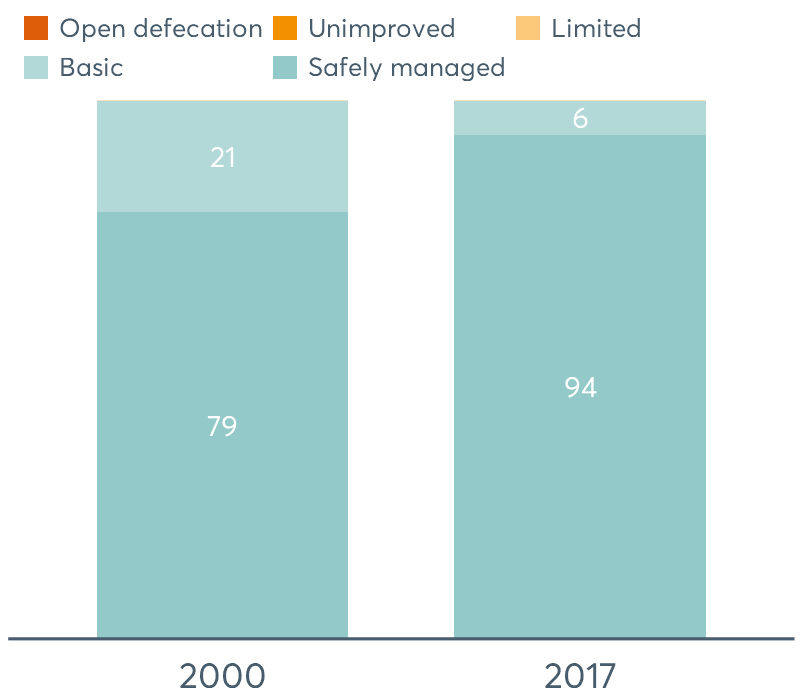 Open defecation Unimproved Limited
Basic Safely managed
21 6
79 94
2000 2017